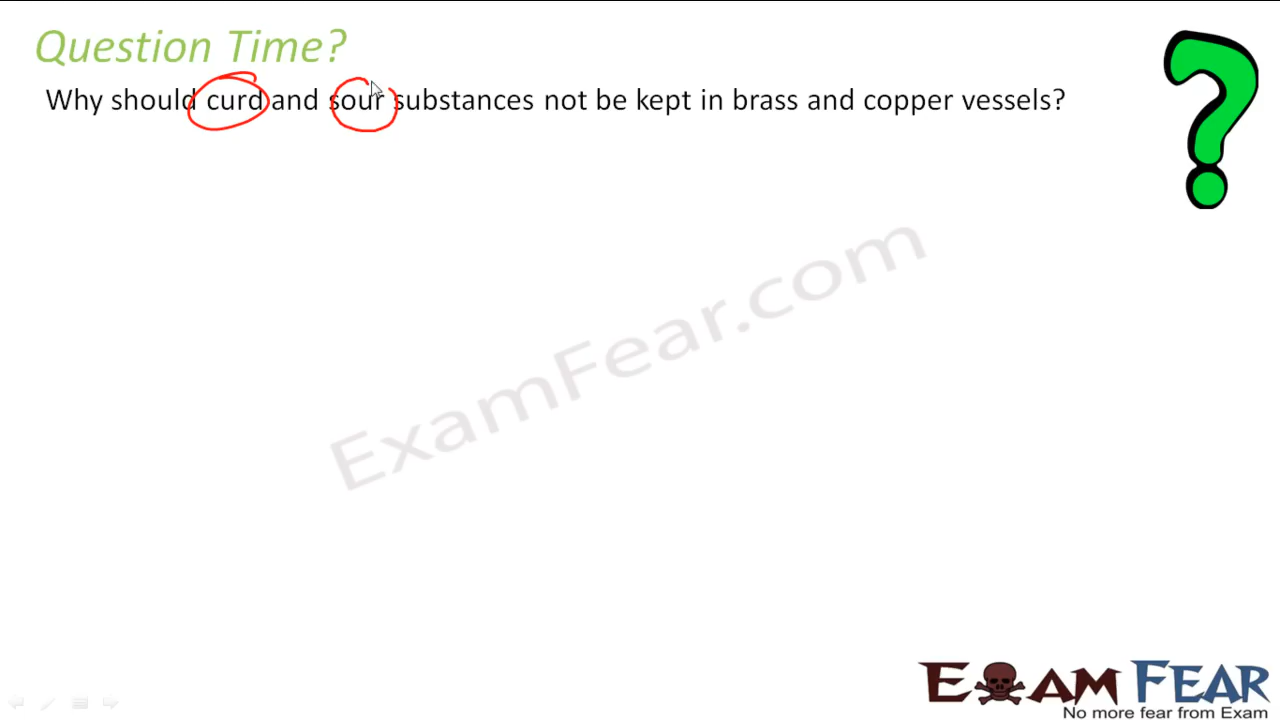 Question Time?
Why should curd and sour substances not be kept in brass and copper vessels?
ExamFear.com
EXAM FEAR
No more fear from Exam